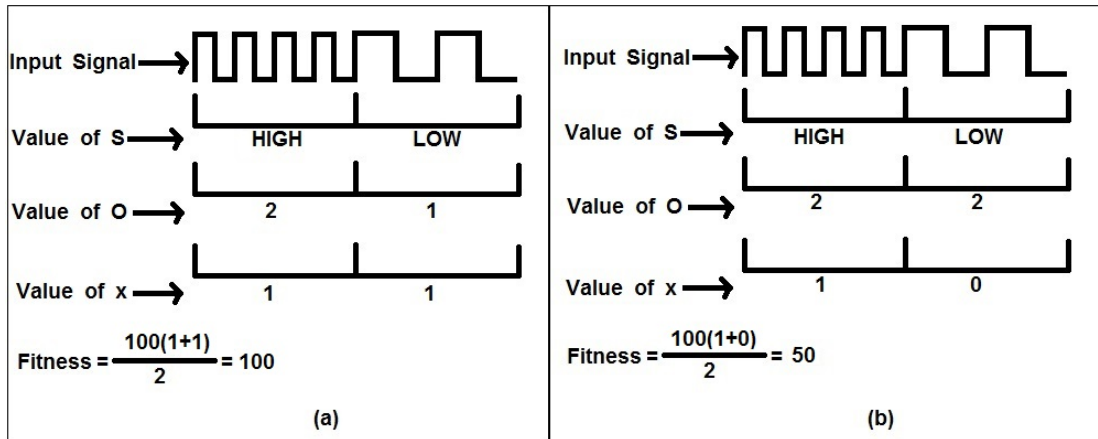 Input Signal
Value of S
HIGH LOW
Value of O
2 1
Value of x
1 1
Fitness = 100(1+1) / 2 = 100
(a)
Input Signal
Value of S
HIGH LOW
Value of O
2 2
Value of x
1 0
Fitness = 100(1+0) / 2 = 50
(b)